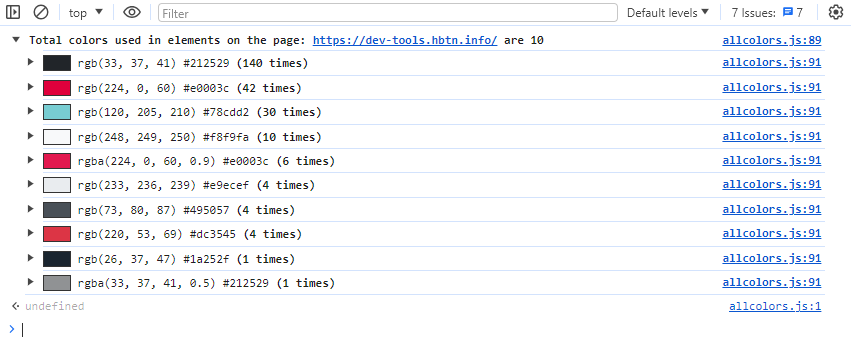 top Filter Default levels 7 Issues: 7
Total colors used in elements on the page: https://dev-tools.hbtn.info/ are 10 allcolors.js:89
rgb(33, 37, 41) #212529 (140 times) allcolors.js:91
rgb(224, 0, 60) #e0003c (42 times) allcolors.js:91
rgb(120, 205, 210) #78cdd2 (30 times) allcolors.js:91
rgb(248, 249, 250) #f8f9fa (10 times) allcolors.js:91
rgba(224, 0, 60, 0.9) #e0003c (6 times) allcolors.js:91
rgb(233, 236, 239) #e9ecef (4 times) allcolors.js:91
rgb(73, 80, 87) #495057 (4 times) allcolors.js:91
rgb(220, 53, 69) #dc3545 (4 times) allcolors.js:91
rgb(26, 37, 47) #1a252f (1 times) allcolors.js:91
rgba(33, 37, 41, 0.5) #212529 (1 times) allcolors.js:91
undefined allcolors.js:1